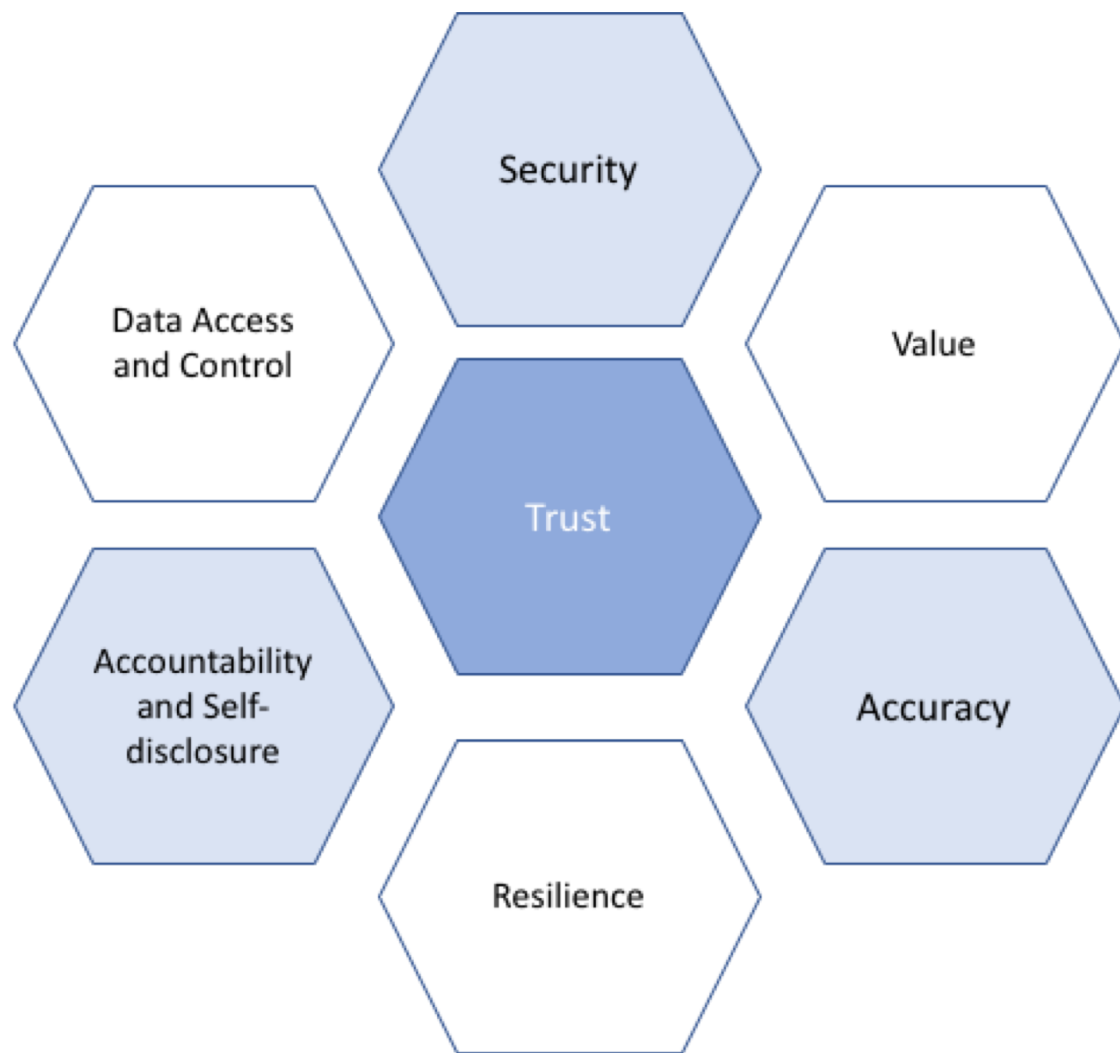 Security
Data Access
and Control
Value
Trust
Accountability
and Self-
disclosure
Accuracy
Resilience